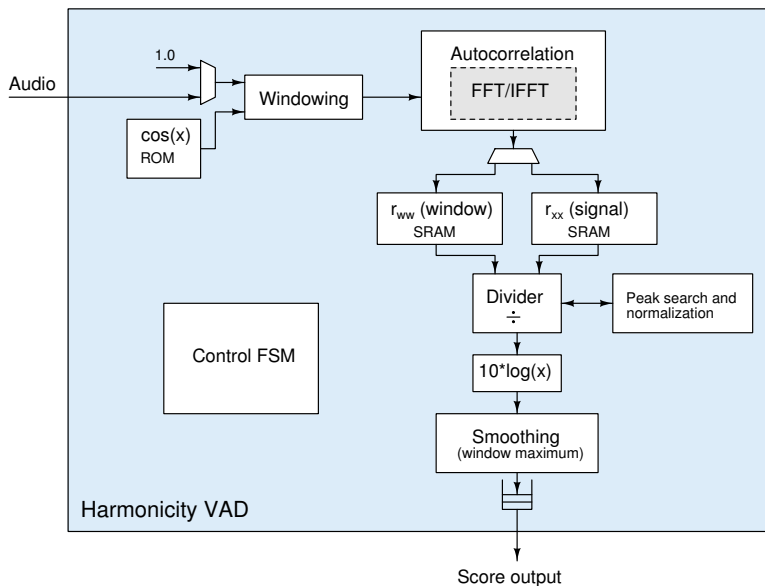 1.0
Audio
Windowing
cos(x)
ROM
Autocorrelation
FFT/IFFT
r_ww (window)
SRAM
r_xx (signal)
SRAM
Divider
÷
Peak search and
normalization
Control FSM
10*log(x)
Smoothing
(window maximum)
Harmonicity VAD
Score output